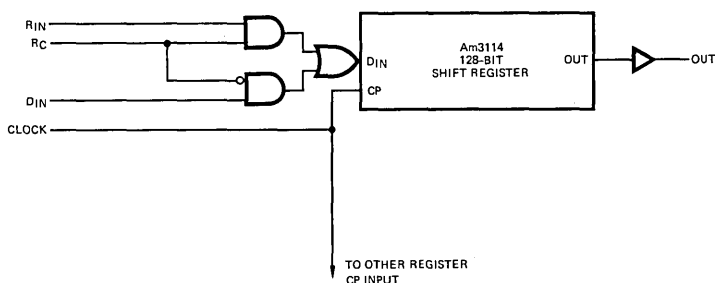 RIN
RC
DIN
CLOCK
DIN
CP
Am3114
128-BIT
SHIFT REGISTER
OUT
OUT
TO OTHER REGISTER
CP INPUT